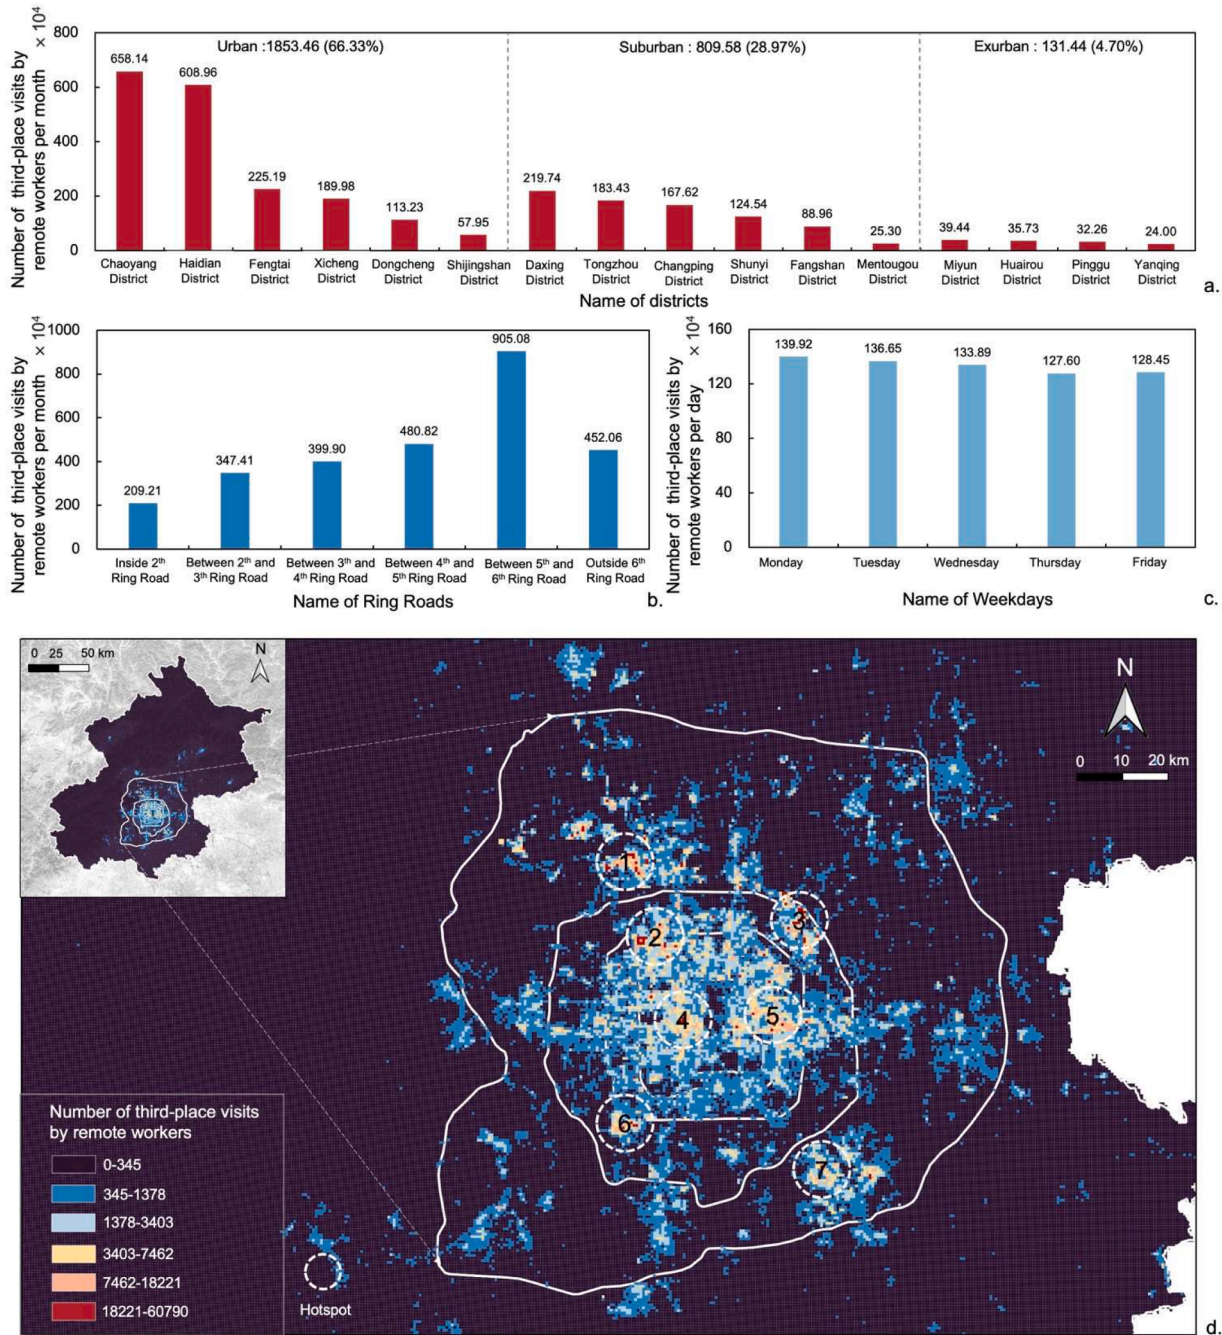 Number of third-place visits by
remote workers per month
× 10⁴
800
600
400
200
0
Urban :1853.46 (66.33%)
Suburban : 809.58 (28.97%)
Exurban : 131.44 (4.70%)
658.14
608.96
225.19
189.98
113.23
57.95
219.74
183.43
167.62
124.54
88.96
25.30
39.44
35.73
32.26
24.00
Chaoyang
District
Haidian
District
Fengtai
District
Xicheng
District
Dongcheng
District
Shijingshan
District
Daxing
District
Tongzhou
District
Changping
District
Shunyi
District
Fangshan
District
Mentougou
District
Miyun
District
Huairou
District
Pinggu
District
Yanqing
District
Name of districts
a.
Number of third-place visits by
remote workers per month
× 10⁴
1000
800
600
400
200
0
209.21
347.41
399.90
480.82
905.08
452.06
Inside 2ᵗʰ
Ring Road
Between 2ᵗʰ and
3ᵗʰ Ring Road
Between 3ᵗʰ and
4ᵗʰ Ring Road
Between 4ᵗʰ and
5ᵗʰ Ring Road
Between 5ᵗʰ and
6ᵗʰ Ring Road
Outside 6ᵗʰ
Ring Road
Name of Ring Roads
b.
Number of third-place visits by
remote workers per day
× 10⁴
160
120
80
40
0
139.92
136.65
133.89
127.60
128.45
Monday
Tuesday
Wednesday
Thursday
Friday
Name of Weekdays
c.
0 25 50 km
N
N
0 10 20 km
1
2
3
4
5
6
7
Number of third-place visits
by remote workers
0-345
345-1378
1378-3403
3403-7462
7462-18221
18221-60790
Hotspot
d.